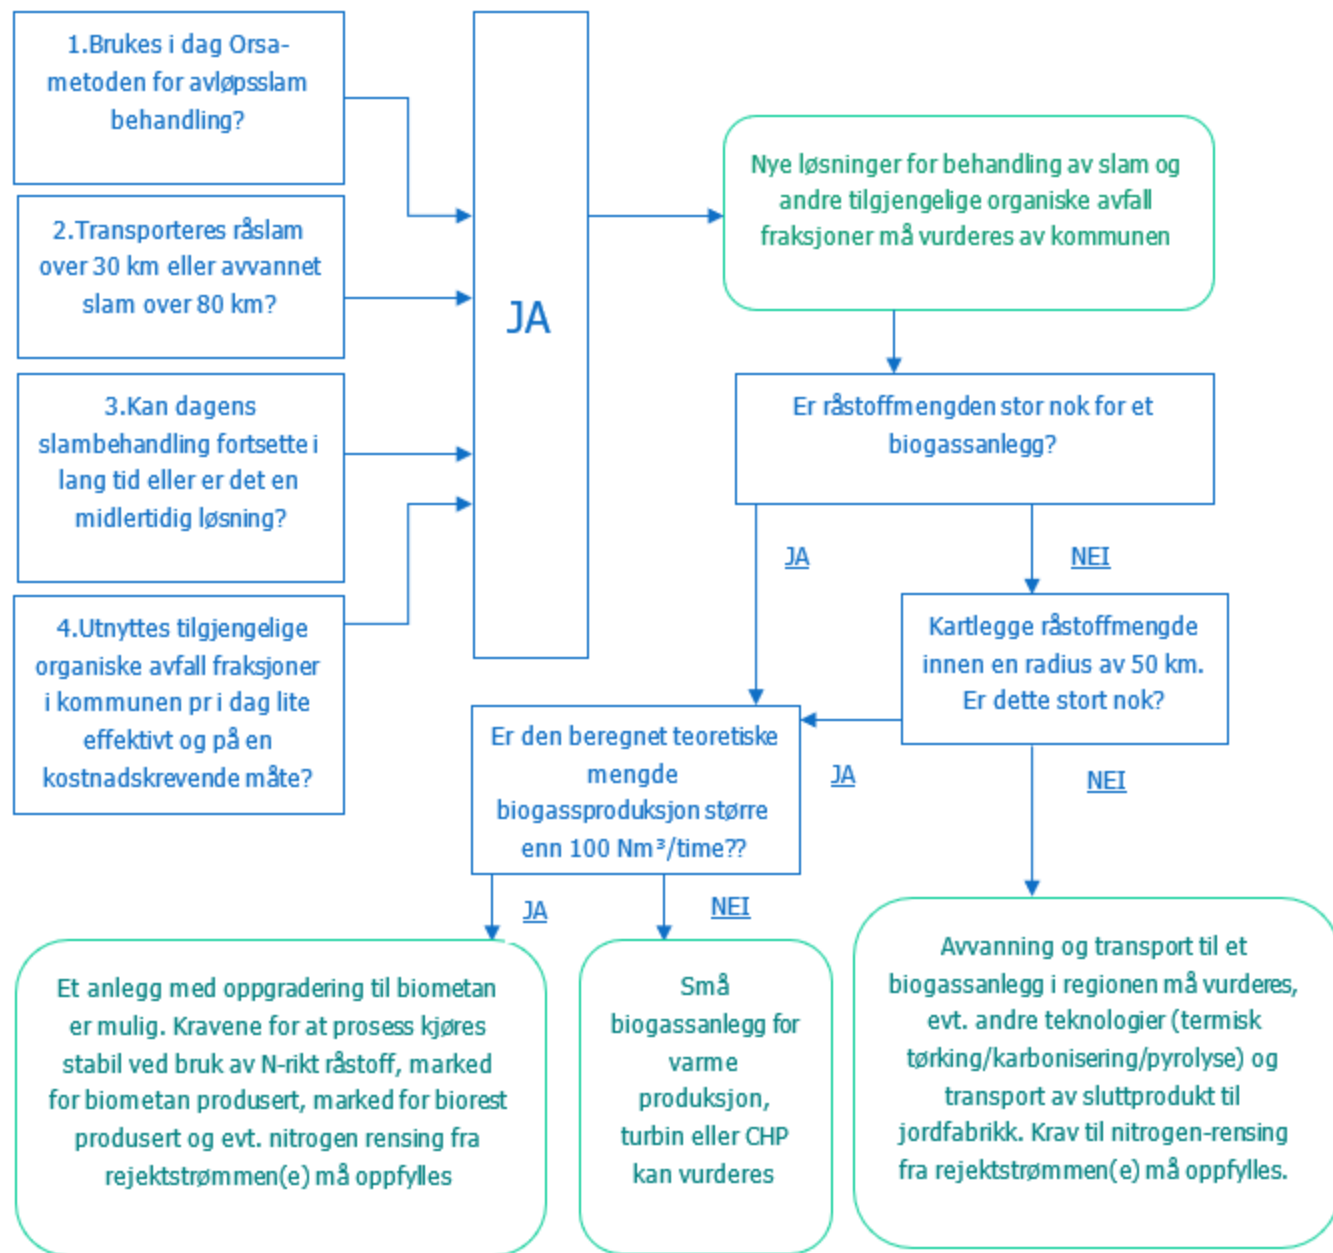 1.Brukes i dag Orsa-
metoden for avløpsslam
behandling?
2.Transporteres råslam
over 30 km eller avvannet
slam over 80 km?
3.Kan dagens
slambehandling fortsette i
lang tid eller er det en
midlertidig løsning?
4.Utnyttes tilgjengelige
organiske avfall fraksjoner
i kommunen pr i dag lite
effektivt og på en
kostnadskrevende måte?
JA
Nye løsninger for behandling av slam og
andre tilgjengelige organiske avfall
fraksjoner må vurderes av kommunen
Er råstoffmengden stor nok for et
biogassanlegg?
JA
NEI
Kartlegge råstoffmengde
innen en radius av 50 km.
Er dette stort nok?
JA
NEI
Er den beregnet teoretiske
mengde
biogassproduksjon større
enn 100 Nm³/time??
JA
NEI
Et anlegg med oppgradering til biometan
er mulig. Kravene for at prosess kjøres
stabil ved bruk av N-rikt råstoff, marked
for biometan produsert, marked for biorest
produsert og evt. nitrogen rensing fra
rejektstrømmen(e) må oppfylles
Små
biogassanlegg for
varme
produksjon,
turbin eller CHP
kan vurderes
Avvanning og transport til et
biogassanlegg i regionen må vurderes,
evt. andre teknologier (termisk
tørking/karbonisering/pyrolyse) og
transport av sluttprodukt til
jordfabrikk. Krav til nitrogen-rensing
fra rejektstrømmen(e) må oppfylles.